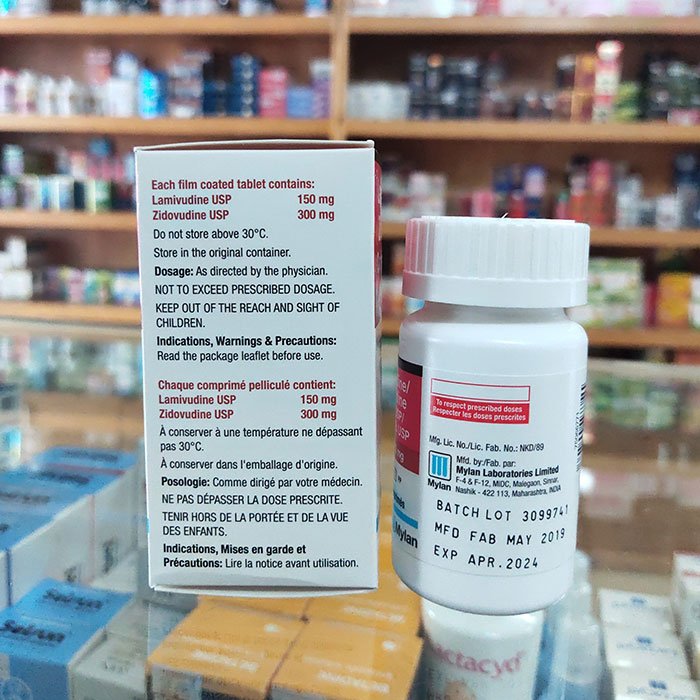 Each film coated tablet contains:
Lamivudine USP 150 mg
Zidovudine USP 300 mg
Do not store above 30°C.
Store in the original container.
Dosage: As directed by the physician.
NOT TO EXCEED PRESCRIBED DOSAGE.
KEEP OUT OF THE REACH AND SIGHT OF
CHILDREN.
Indications, Warnings & Precautions:
Read the package leaflet before use.
Chaque comprimé pelliculé contient:
Lamivudine USP 150 mg
Zidovudine USP 300 mg
À conserver à une température ne dépassant
pas 30°C.
À conserver dans l'emballage d'origine.
Posologie: Comme dirigé par votre médecin.
NE PAS DÉPASSER LA DOSE PRESCRITE.
TENIR HORS DE LA PORTÉE ET DE LA VUE
DES ENFANTS.
Indications, Mises en garde et
Précautions: Lire la notice avant utilisation.
To respect prescribed doses
Respecter les doses prescrites
Mfg. Lic. No./Lic. Fab. No.: NKD/89
Mfd. by:/Fab. par:
Mylan Laboratories Limited
F-4 & F-12, MIDC, Malegaon, Sinnar,
Nashik - 422 113, Maharashtra, INDIA
Mylan
BATCH LOT 3099741
MFD FAB MAY 2019
EXP APR.2024
USP
mg
Mylan